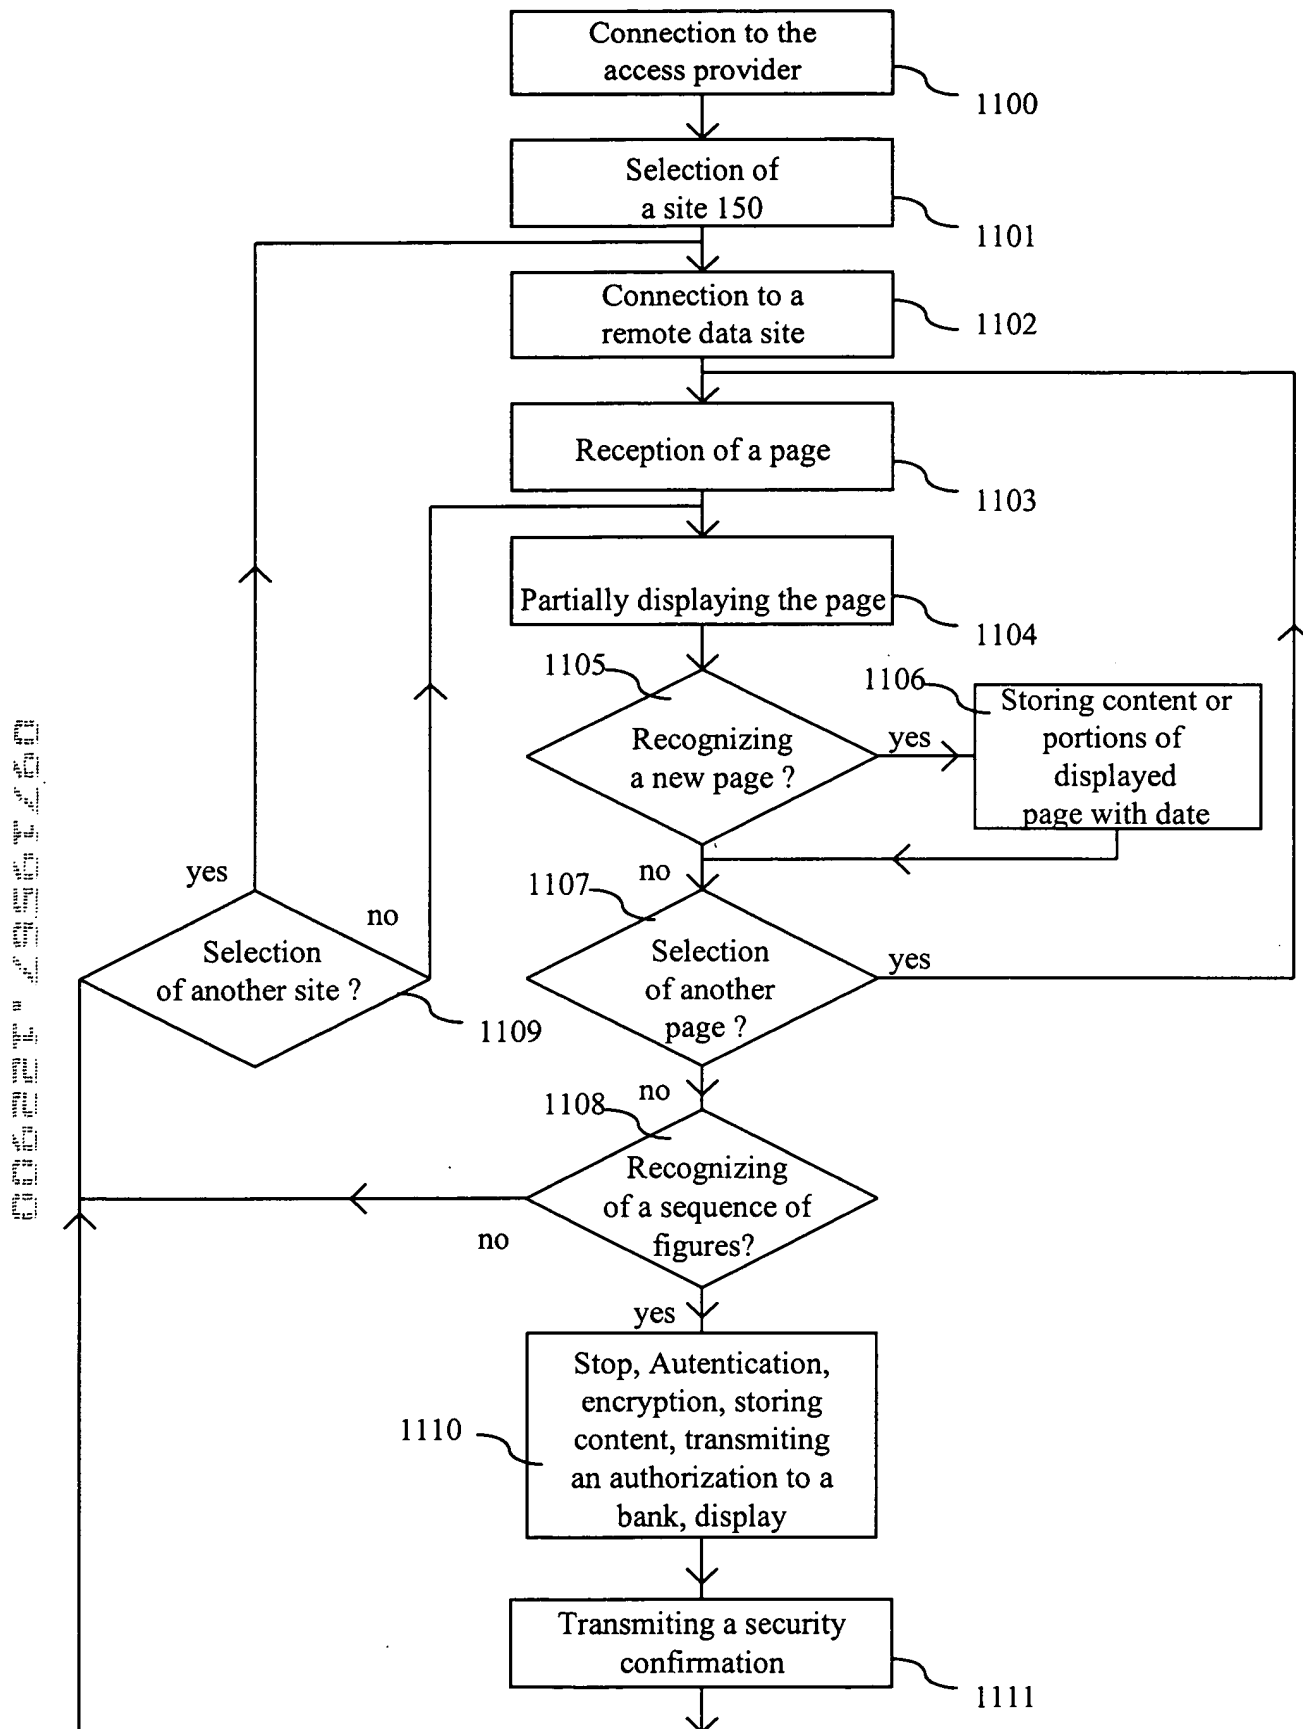 Connection to the
access provider
1100
Selection of
a site 150
1101
Connection to a
remote data site
1102
Reception of a page
1103
Partially displaying the page
1104
1105
Recognizing
a new page ?
yes
1106
Storing content or
portions of
displayed
page with date
no
1107
Selection
of another
page ?
yes
yes
no
Selection
of another site ?
1109
no
1108
Recognizing
of a sequence of
figures?
no
yes
Stop, Autentication,
encryption, storing
content, transmiting
an authorization to a
bank, display
1110
Transmiting a security
confirmation
1111